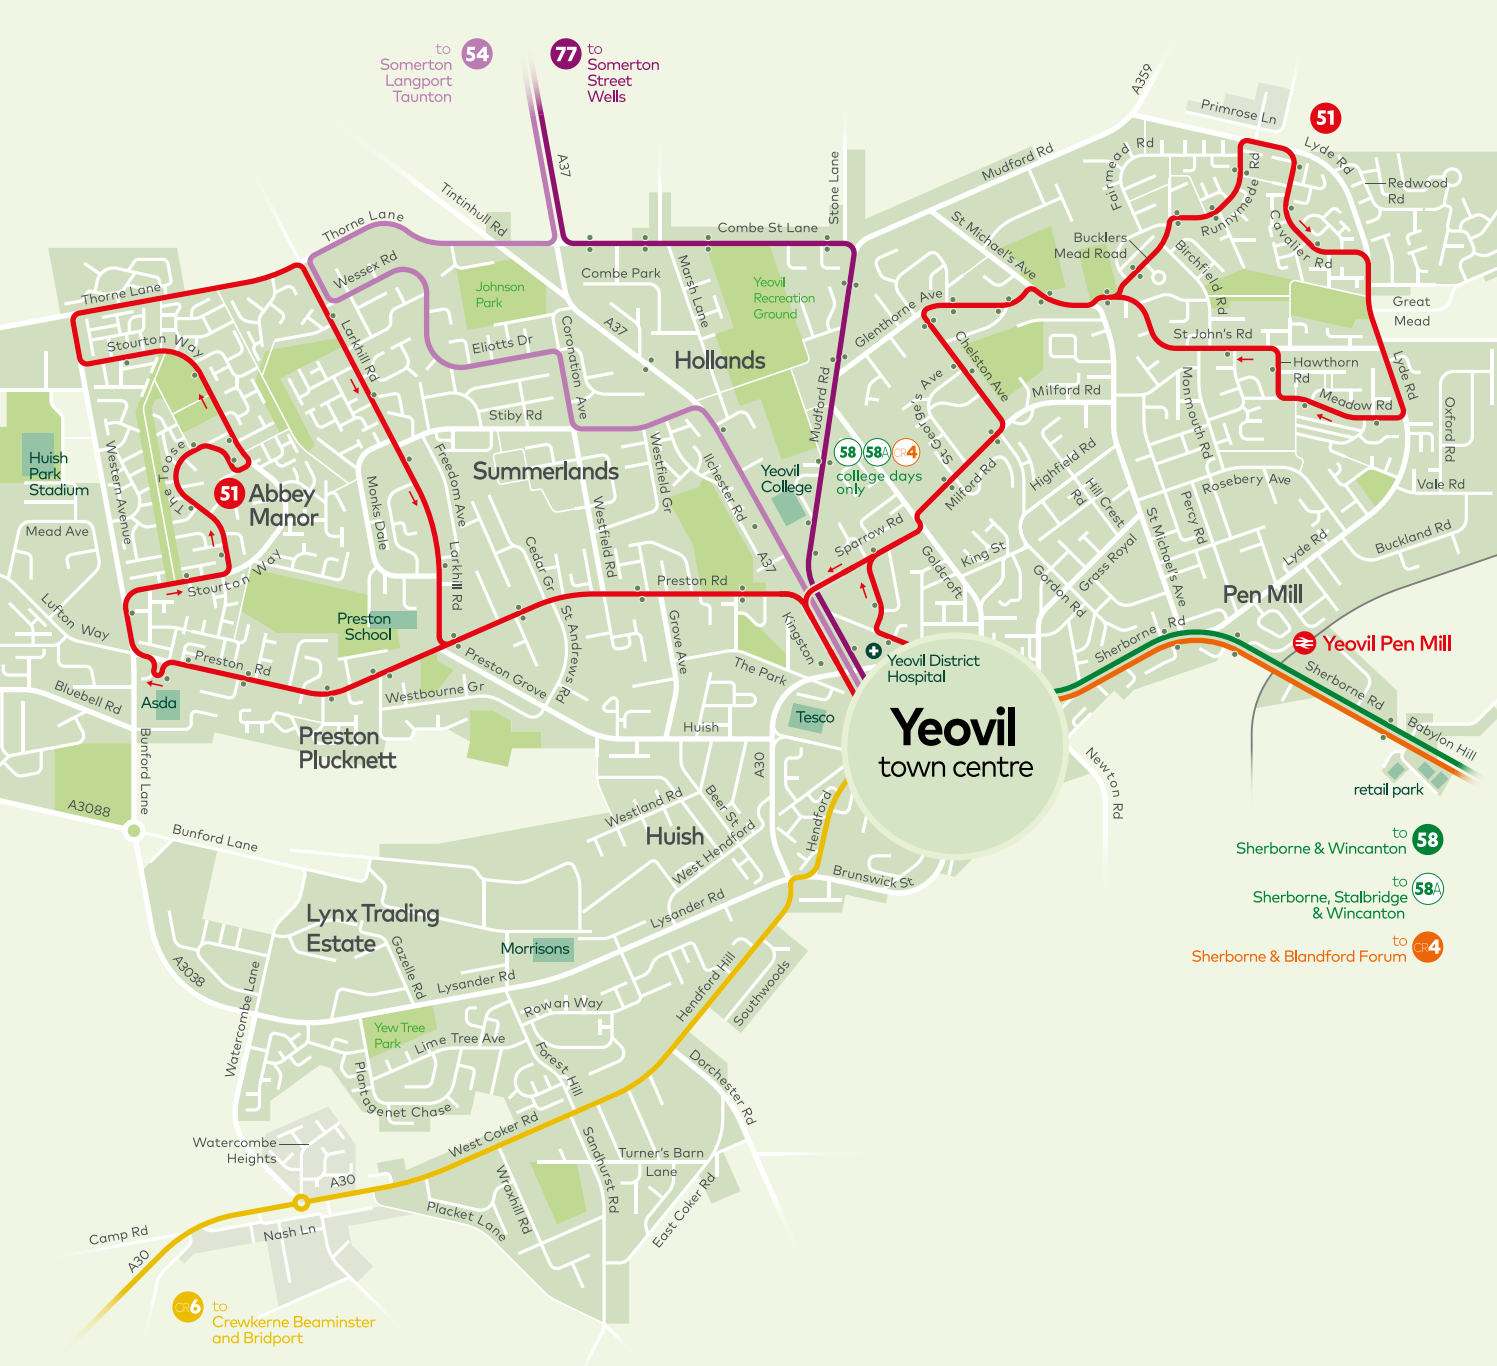 to
Somerton
Langport
Taunton
54
77
to
Somerton
Street
Wells
A37
Tintinhull Rd
Thorne Lane
Wessex Rd
Johnson
Park
Eliotts Dr
Coronation Ave
A37
Combe St Lane
Combe Park
Marsh Lane
Stone Lane
Yeovil
Recreation
Ground
Hollands
Mudford Rd
A359
Primrose Ln
51
Lyde Rd
Redwood
Rd
Fairmead Rd
Mudford Rd
St Michael's Ave
Bucklers
Mead Road
Runnymede Rd
Cavalier Rd
Birchfield Rd
Great
Mead
Glenthorne Ave
Chelston Ave
St George's Ave
Milford Rd
St John's Rd
Hawthorn
Rd
Meadow Rd
Lyde Rd
Oxford Rd
Monmouth Rd
Milford Rd
Highfield Rd
Hill Crest
Rd
Rosebery Ave
Vale Rd
Percy Rd
St Michael's Ave
Buckland Rd
Lyde Rd
Grass Royal
Gordon Rd
King St
Goldcroft
Sparrow Rd
58
58A
CR4
college days
only
Yeovil
College
Thorne Lane
Stourton Way
Larkhill Rd
Stiby Rd
Huish
Park
Stadium
Western Avenue
The Toose
51
Abbey
Manor
Mead Ave
Monks Dale
Freedom Ave
Larkhill Rd
Summerlands
Westfield Gr
Westfield Rd
Ilchester Rd
A37
Cedar Gr
Preston Rd
Kingston
Stourton Way
Lufton Way
Preston
School
Preston Rd
Bluebell Rd
Asda
Westbourne Gr
Preston Grove
St Andrews Rd
Grove Ave
The Park
Yeovil District
Hospital
Tesco
Huish
Preston
Plucknett
Bunford Lane
A3088
Bunford Lane
Yeovil
town centre
Pen Mill
Sherborne Rd
Yeovil Pen Mill
Sherborne Rd
Babylon Hill
retail park
Newton Rd
A30
Westland Rd
Beer St
Huish
West Hendford
Hendford
Brunswick St
Lysander Rd
to
Sherborne & Wincanton
58
to
Sherborne, Stalbridge
& Wincanton
58A
to
Sherborne & Blandford Forum
CR4
Lynx Trading
Estate
Morrisons
Gazelle Rd
Lysander Rd
A3038
Watercombe Lane
Yew Tree
Park
Lime Tree Ave
Rowan Way
Forest Hill
Plantagenet Chase
Hendford Hill
Southwoods
Dorchester Rd
West Coker Rd
Sandhurst Rd
Turner's Barn
Lane
East Coker Rd
Wraxhill Rd
Placket Lane
Watercombe
Heights
A30
Nash Ln
Camp Rd
A30
CR6
to
Crewkerne Beaminster
and Bridport